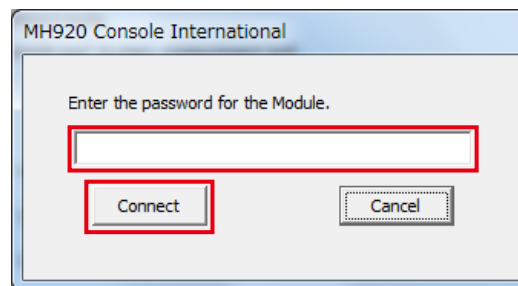 MH920 Console International
Enter the password for the Module.
Connect
Cancel